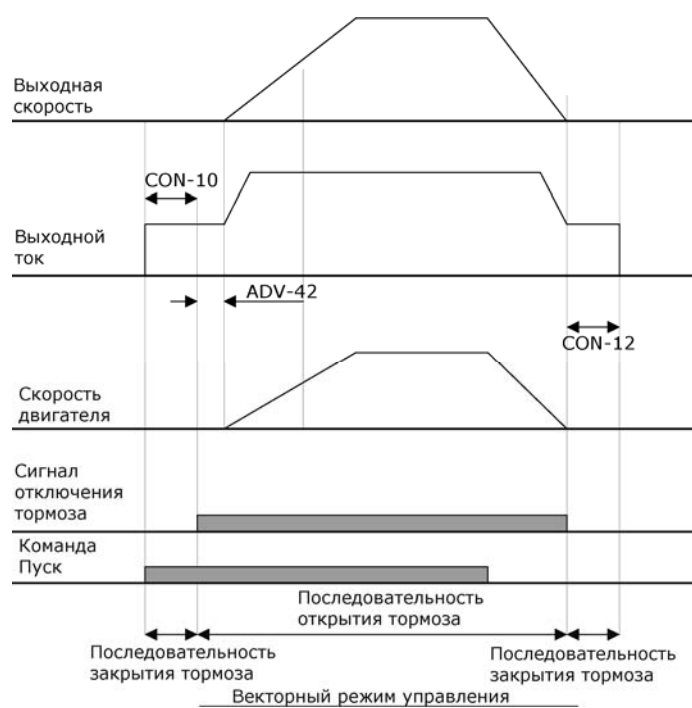 Выходная
скорость
CON-10
Выходной
ток
ADV-42
CON-12
Скорость
двигателя
Сигнал
отключения
тормоза
Команда
Пуск
Последовательность
открытия тормоза
Последовательность
закрытия тормоза
Последовательность
закрытия тормоза
Векторный режим управления